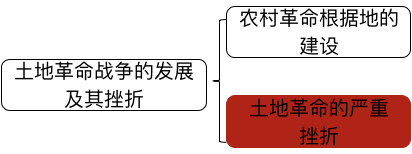 土地革命战争的发展
及其挫折
农村革命根据地的
建设
土地革命的严重
挫折